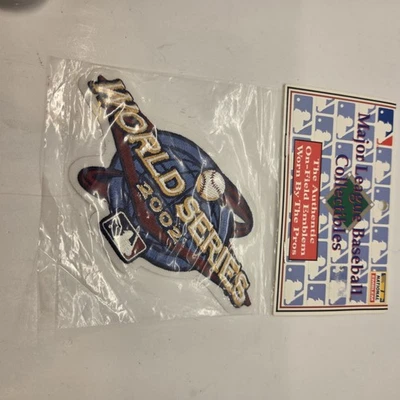 WORLD SERIES
2002
Major League Baseball
Collectibles
The Authentic
On-Field Emblem
Worn By The Pros